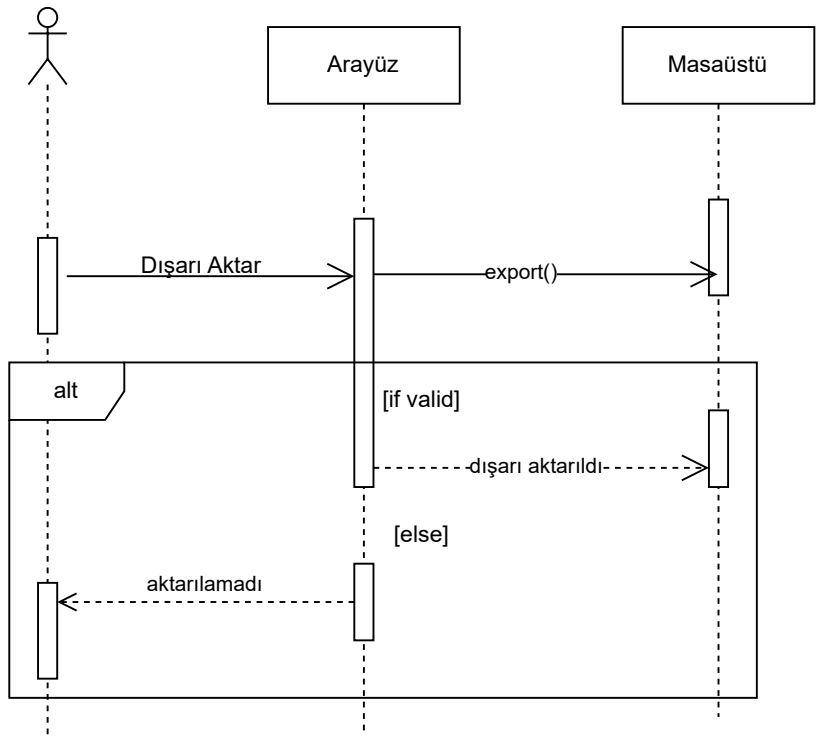 Arayüz
Masaüstü
Dışarı Aktar
export()
alt
[if valid]
dışarı aktarıldı
[else]
aktarılamadı